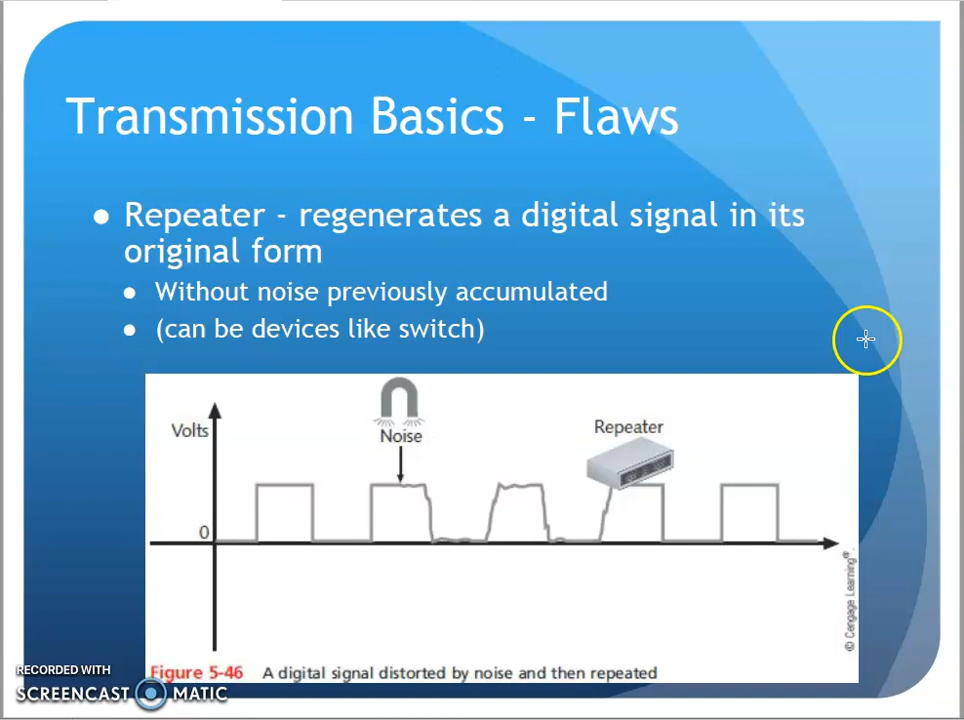 Transmission Basics - Flaws
● Repeater - regenerates a digital signal in its
original form
● Without noise previously accumulated
● (can be devices like switch)
Volts
Noise
Repeater
0
© Cengage Learning®.
Figure 5-46 A digital signal distorted by noise and then repeated
RECORDED WITH
SCREENCAST MATIC